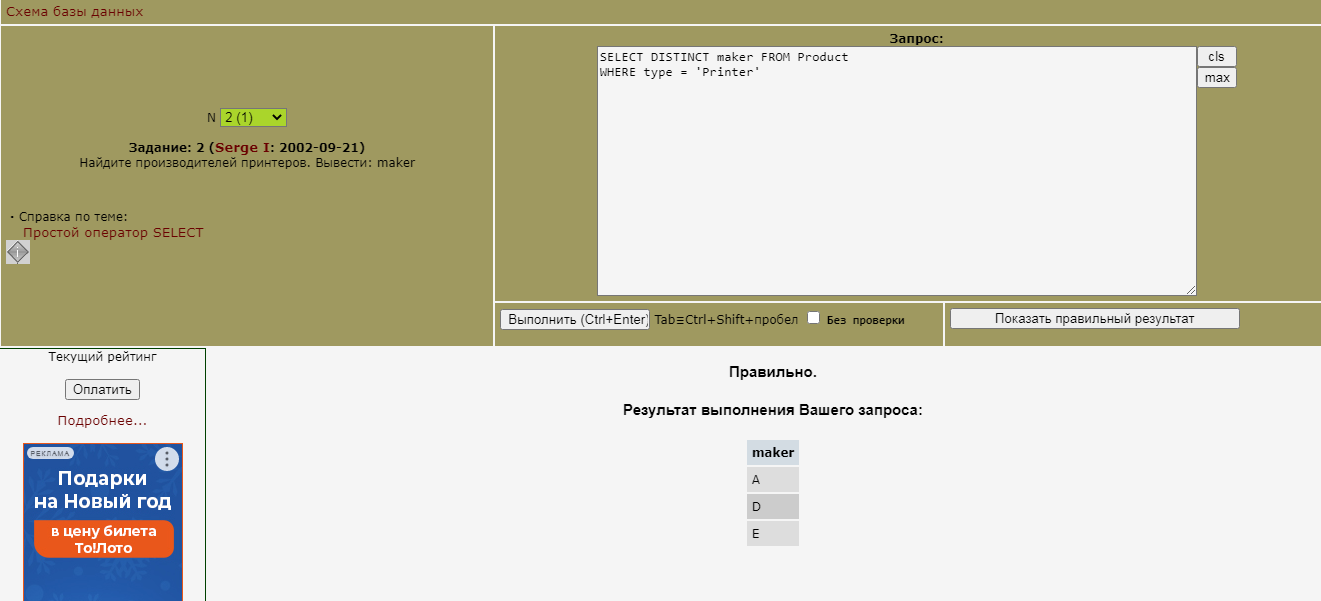 Схема базы данных
N 2 (1)
Задание: 2 (Serge I: 2002-09-21)
Найдите производителей принтеров. Вывести: maker
· Справка по теме:
Простой оператор SELECT
i
Запрос:
SELECT DISTINCT maker FROM Product
WHERE type = 'Printer'
cls
max
Выполнить (Ctrl+Enter) Tab≡Ctrl+Shift+пробел Без проверки
Показать правильный результат
Текущий рейтинг
Оплатить
Подробнее...
РЕКЛАМА
Подарки
на Новый год
в цену билета
То!Лото
Правильно.
Результат выполнения Вашего запроса:
maker
A
D
E